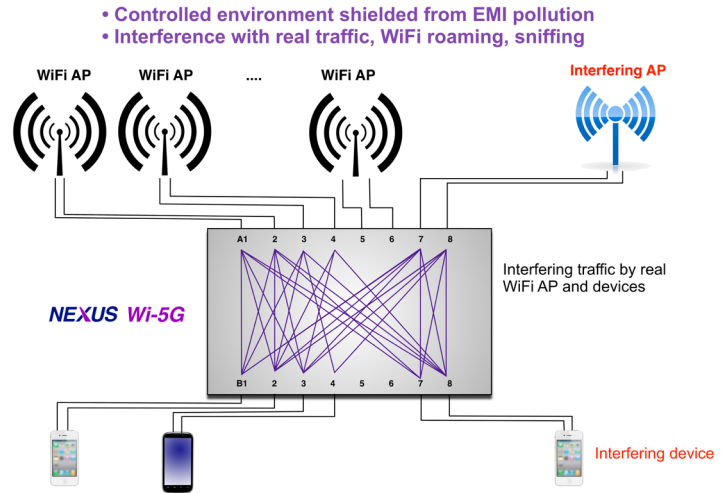 • Controlled environment shielded from EMI pollution
• Interference with real traffic, WiFi roaming, sniffing
WiFi AP WiFi AP .... WiFi AP Interfering AP
A1 2 3 4 5 6 7 8
Interfering traffic by real
WiFi AP and devices
NEXUS Wi-5G
B1 2 3 4 5 6 7 8
Interfering device